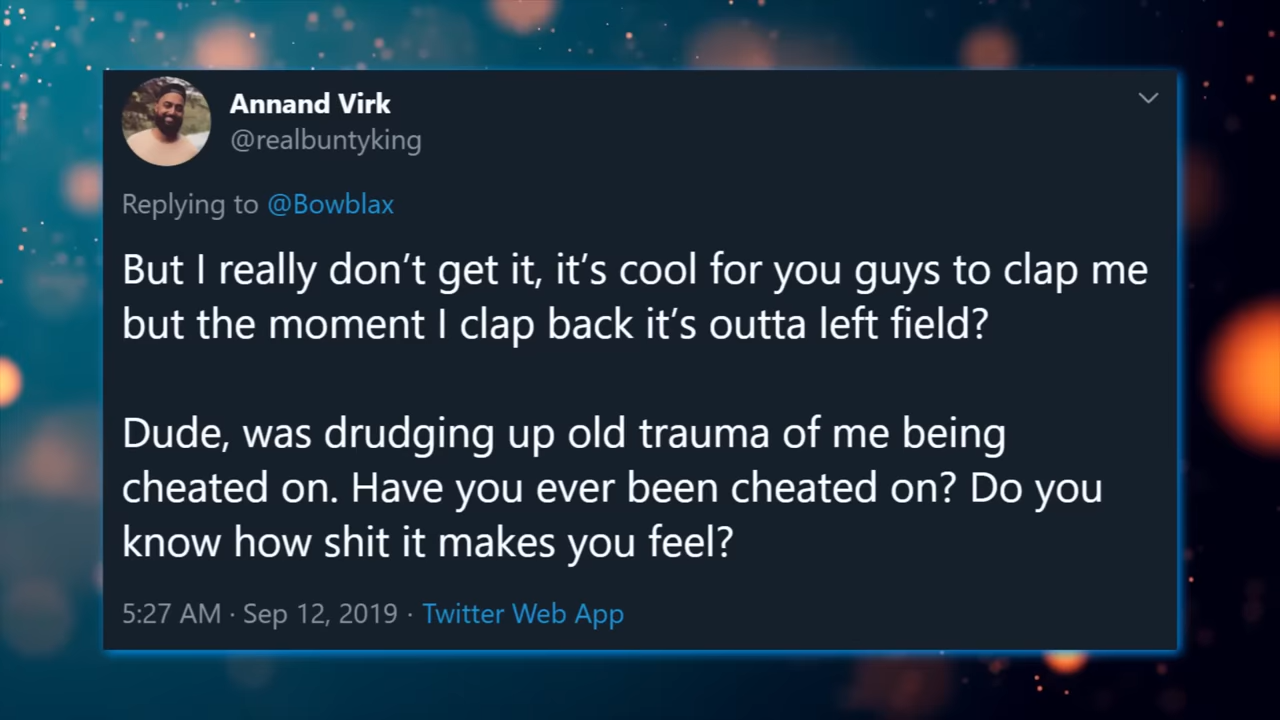 Annand Virk
@realbuntyking
Replying to @Bowblax
But I really don’t get it, it’s cool for you guys to clap me
but the moment I clap back it’s outta left field?
Dude, was drudging up old trauma of me being
cheated on. Have you ever been cheated on? Do you
know how shit it makes you feel?
5:27 AM · Sep 12, 2019 · Twitter Web App